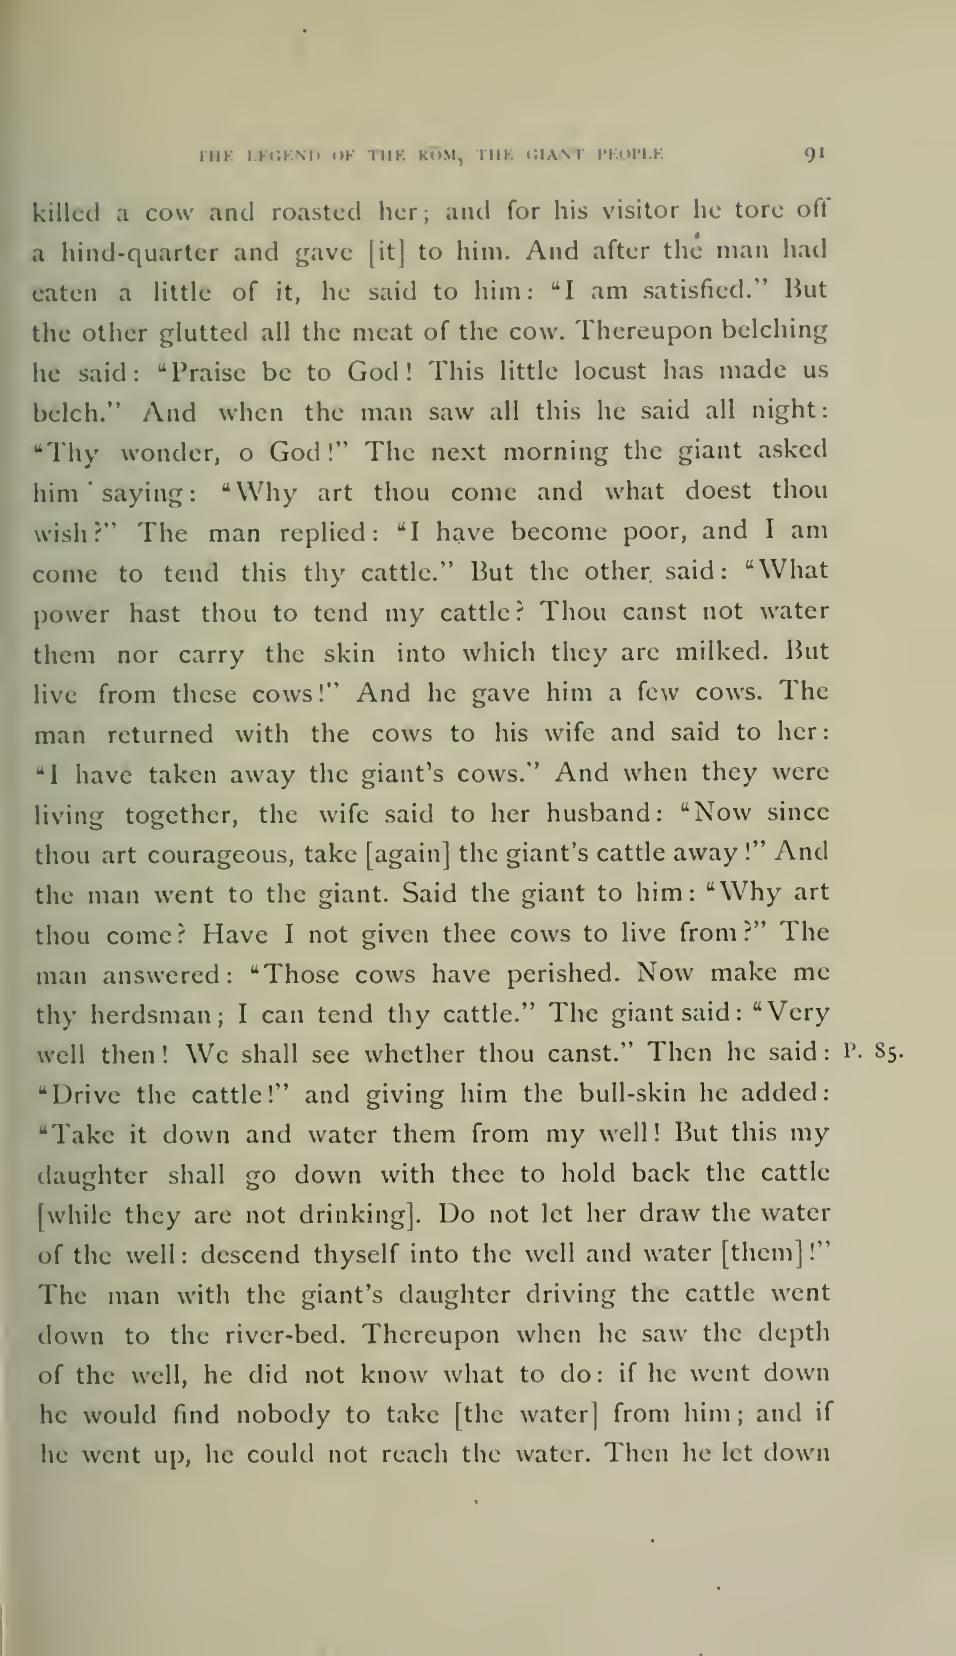 THE LEGEND OF THE KŌM, THE GIANT PEOPLE 91
killed a cow and roasted her; and for his visitor he tore off
a hind-quarter and gave [it] to him. And after the man had
eaten a little of it, he said to him: “I am satisfied.” But
the other glutted all the meat of the cow. Thereupon belching
he said: “Praise be to God! This little locust has made us
belch.” And when the man saw all this he said all night:
“Thy wonder, o God!” The next morning the giant asked
him saying: “Why art thou come and what doest thou
wish?” The man replied: “I have become poor, and I am
come to tend this thy cattle.” But the other said: “What
power hast thou to tend my cattle? Thou canst not water
them nor carry the skin into which they are milked. But
live from these cows!” And he gave him a few cows. The
man returned with the cows to his wife and said to her:
“I have taken away the giant’s cows.” And when they were
living together, the wife said to her husband: “Now since
thou art courageous, take [again] the giant’s cattle away!” And
the man went to the giant. Said the giant to him: “Why art
thou come? Have I not given thee cows to live from?” The
man answered: “Those cows have perished. Now make me
thy herdsman; I can tend thy cattle.” The giant said: “Very
well then! We shall see whether thou canst.” Then he said: P. 85.
“Drive the cattle!” and giving him the bull-skin he added:
“Take it down and water them from my well! But this my
daughter shall go down with thee to hold back the cattle
[while they are not drinking]. Do not let her draw the water
of the well: descend thyself into the well and water [them]!”
The man with the giant’s daughter driving the cattle went
down to the river-bed. Thereupon when he saw the depth
of the well, he did not know what to do: if he went down
he would find nobody to take [the water] from him; and if
he went up, he could not reach the water. Then he let down